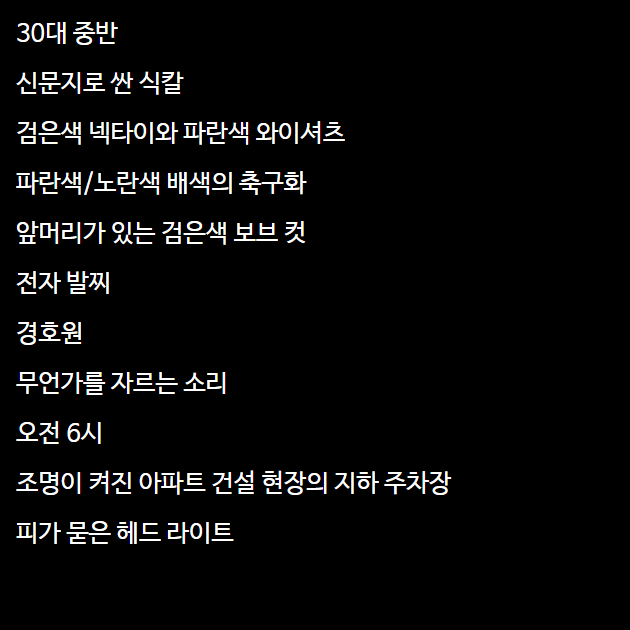 30대 중반
신문지로 싼 식칼
검은색 넥타이와 파란색 와이셔츠
파란색/노란색 배색의 축구화
앞머리가 있는 검은색 보브 컷
전자 발찌
경호원
무언가를 자르는 소리
오전 6시
조명이 켜진 아파트 건설 현장의 지하 주차장
피가 묻은 헤드 라이트